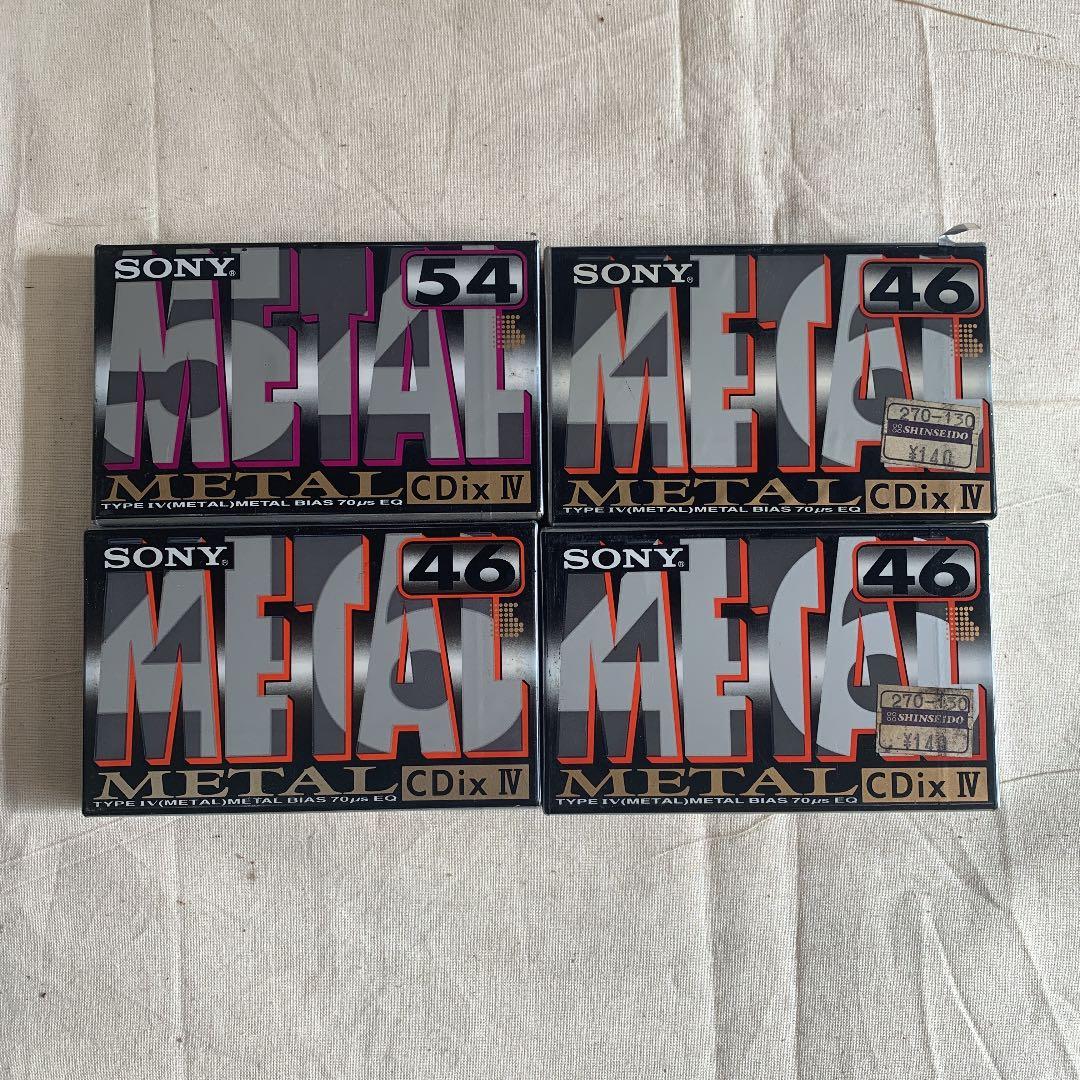 SONY®
54
METAL
METAL CDix IV
TYPE IV(METAL)METAL BIAS 70µs EQ
SONY®
46
METAL
270-130
SHINSEIDO
¥140
METAL CDix IV
TYPE IV(METAL)METAL BIAS 70µs EQ
SONY®
46
METAL
METAL CDix IV
TYPE IV(METAL)METAL BIAS 70µs EQ
SONY®
46
METAL
270-130
SHINSEIDO
¥140
METAL CDix IV
TYPE IV(METAL)METAL BIAS 70µs EQ